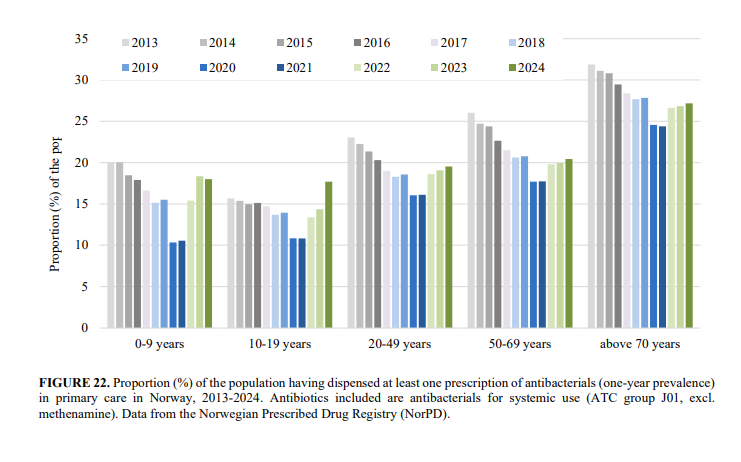 35
2013 2014 2015 2016 2017 2018
30
2019 2020 2021 2022 2023 2024
25
20
15
10
5
0
Proportion (%) of the
0-9 years 10-19 years 20-49 years 50-69 years above 70 years
FIGURE 22. Proportion (%) of the population having dispensed at least one prescription of antibacterials (one-year prevalence)
in primary care in Norway, 2013-2024. Antibiotics included are antibacterials for systemic use (ATC group J01, excl.
methenamine). Data from the Norwegian Prescribed Drug Registry (NorPD).